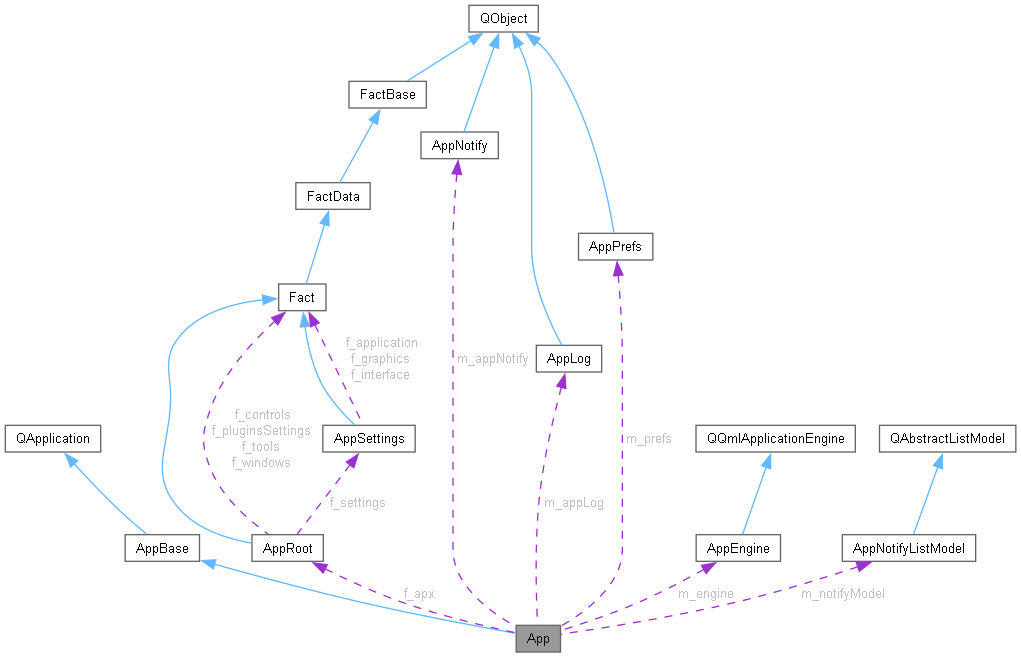 QObject
FactBase
AppNotify
FactData
AppPrefs
Fact
f_application
f_graphics
f_interface
m_appNotify
AppLog
f_controls
f_pluginsSettings
f_tools
f_windows
QApplication
AppSettings
m_prefs
QQmlApplicationEngine
QAbstractListModel
f_settings
m_appLog
AppBase
AppRoot
AppEngine
AppNotifyListModel
f_apx
m_engine
m_notifyModel
App